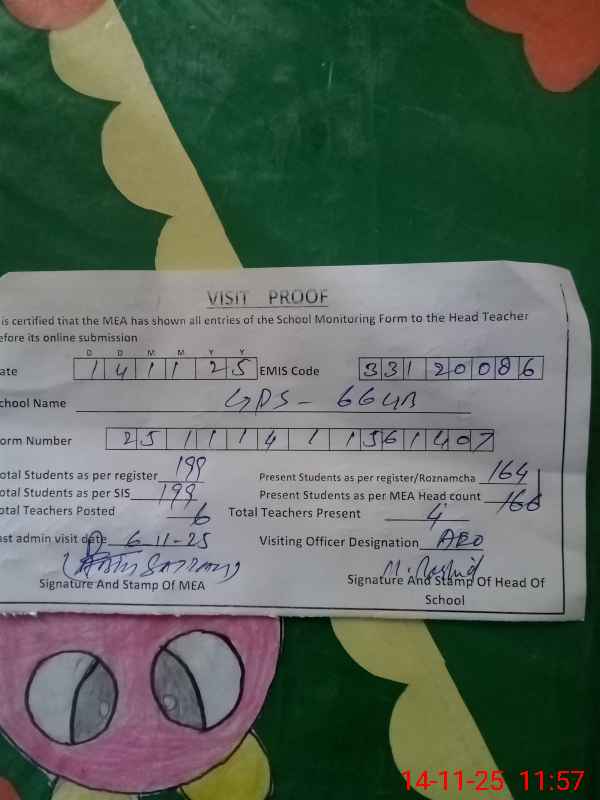 VISIT PROOF
is certified that the MEA has shown all entries of the School Monitoring Form to the Head Teacher
efore its online submission
D D M M Y Y
ate 1 4 1 1 2 5 EMIS Code 3 3 1 2 0 0 8 6
chool Name GPS - 66 GB
orm Number 2 5 1 1 1 4 1 1 5 6 1 4 0 7
otal Students as per register 199 Present Students as per register/Roznamcha 164
otal Students as per SIS 199 Present Students as per MEA Head count 166
otal Teachers Posted 6 Total Teachers Present 4
ast admin visit date 6-11-25 Visiting Officer Designation AEO
M. Rashid
Signature And Stamp Of MEA Signature And Stamp Of Head Of
School
14-11-25 11:57